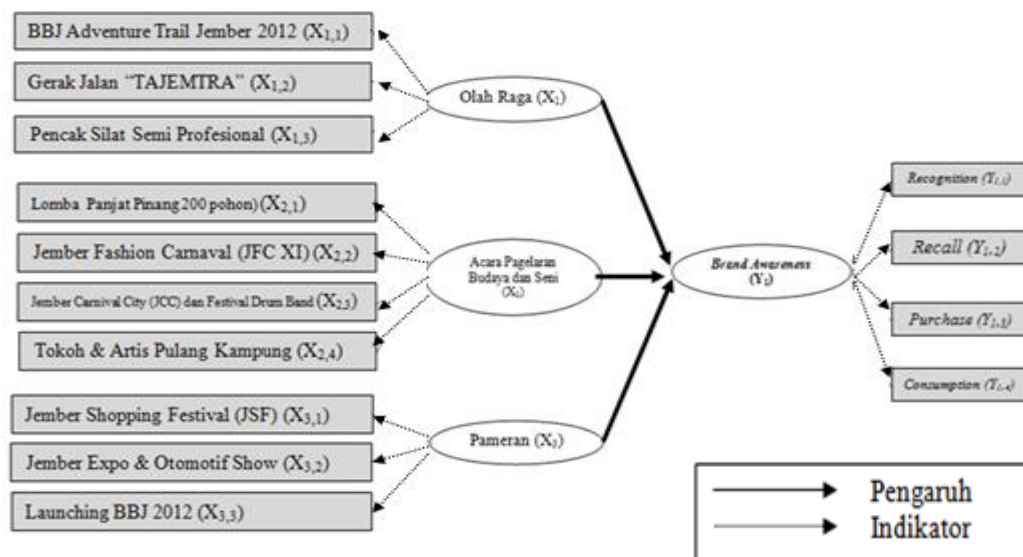 BBJ Adventure Trail Jember 2012 (X1,1)
Gerak Jalan “TAJEMTRA” (X1,2)
Pencak Silat Semi Profesional (X1,3)
Olah Raga (X1)
Lomba Panjat Pinang 200 pohon) (X2,1)
Jember Fashion Carnaval (JFC XI) (X2,2)
Jember Carnival City (JCC) dan Festival Drum Band (X2,3)
Tokoh & Artis Pulang Kampung (X2,4)
Acara Pagelaran
Budaya dan Seni
(X2)
Jember Shopping Festival (JSF) (X3,1)
Jember Expo & Otomotif Show (X3,2)
Launching BBJ 2012 (X3,3)
Pameran (X3)
Brand Awareness
(Y1)
Recognition (Y1,1)
Recall (Y1,2)
Purchase (Y1,3)
Consumption (Y1,4)
Pengaruh
Indikator